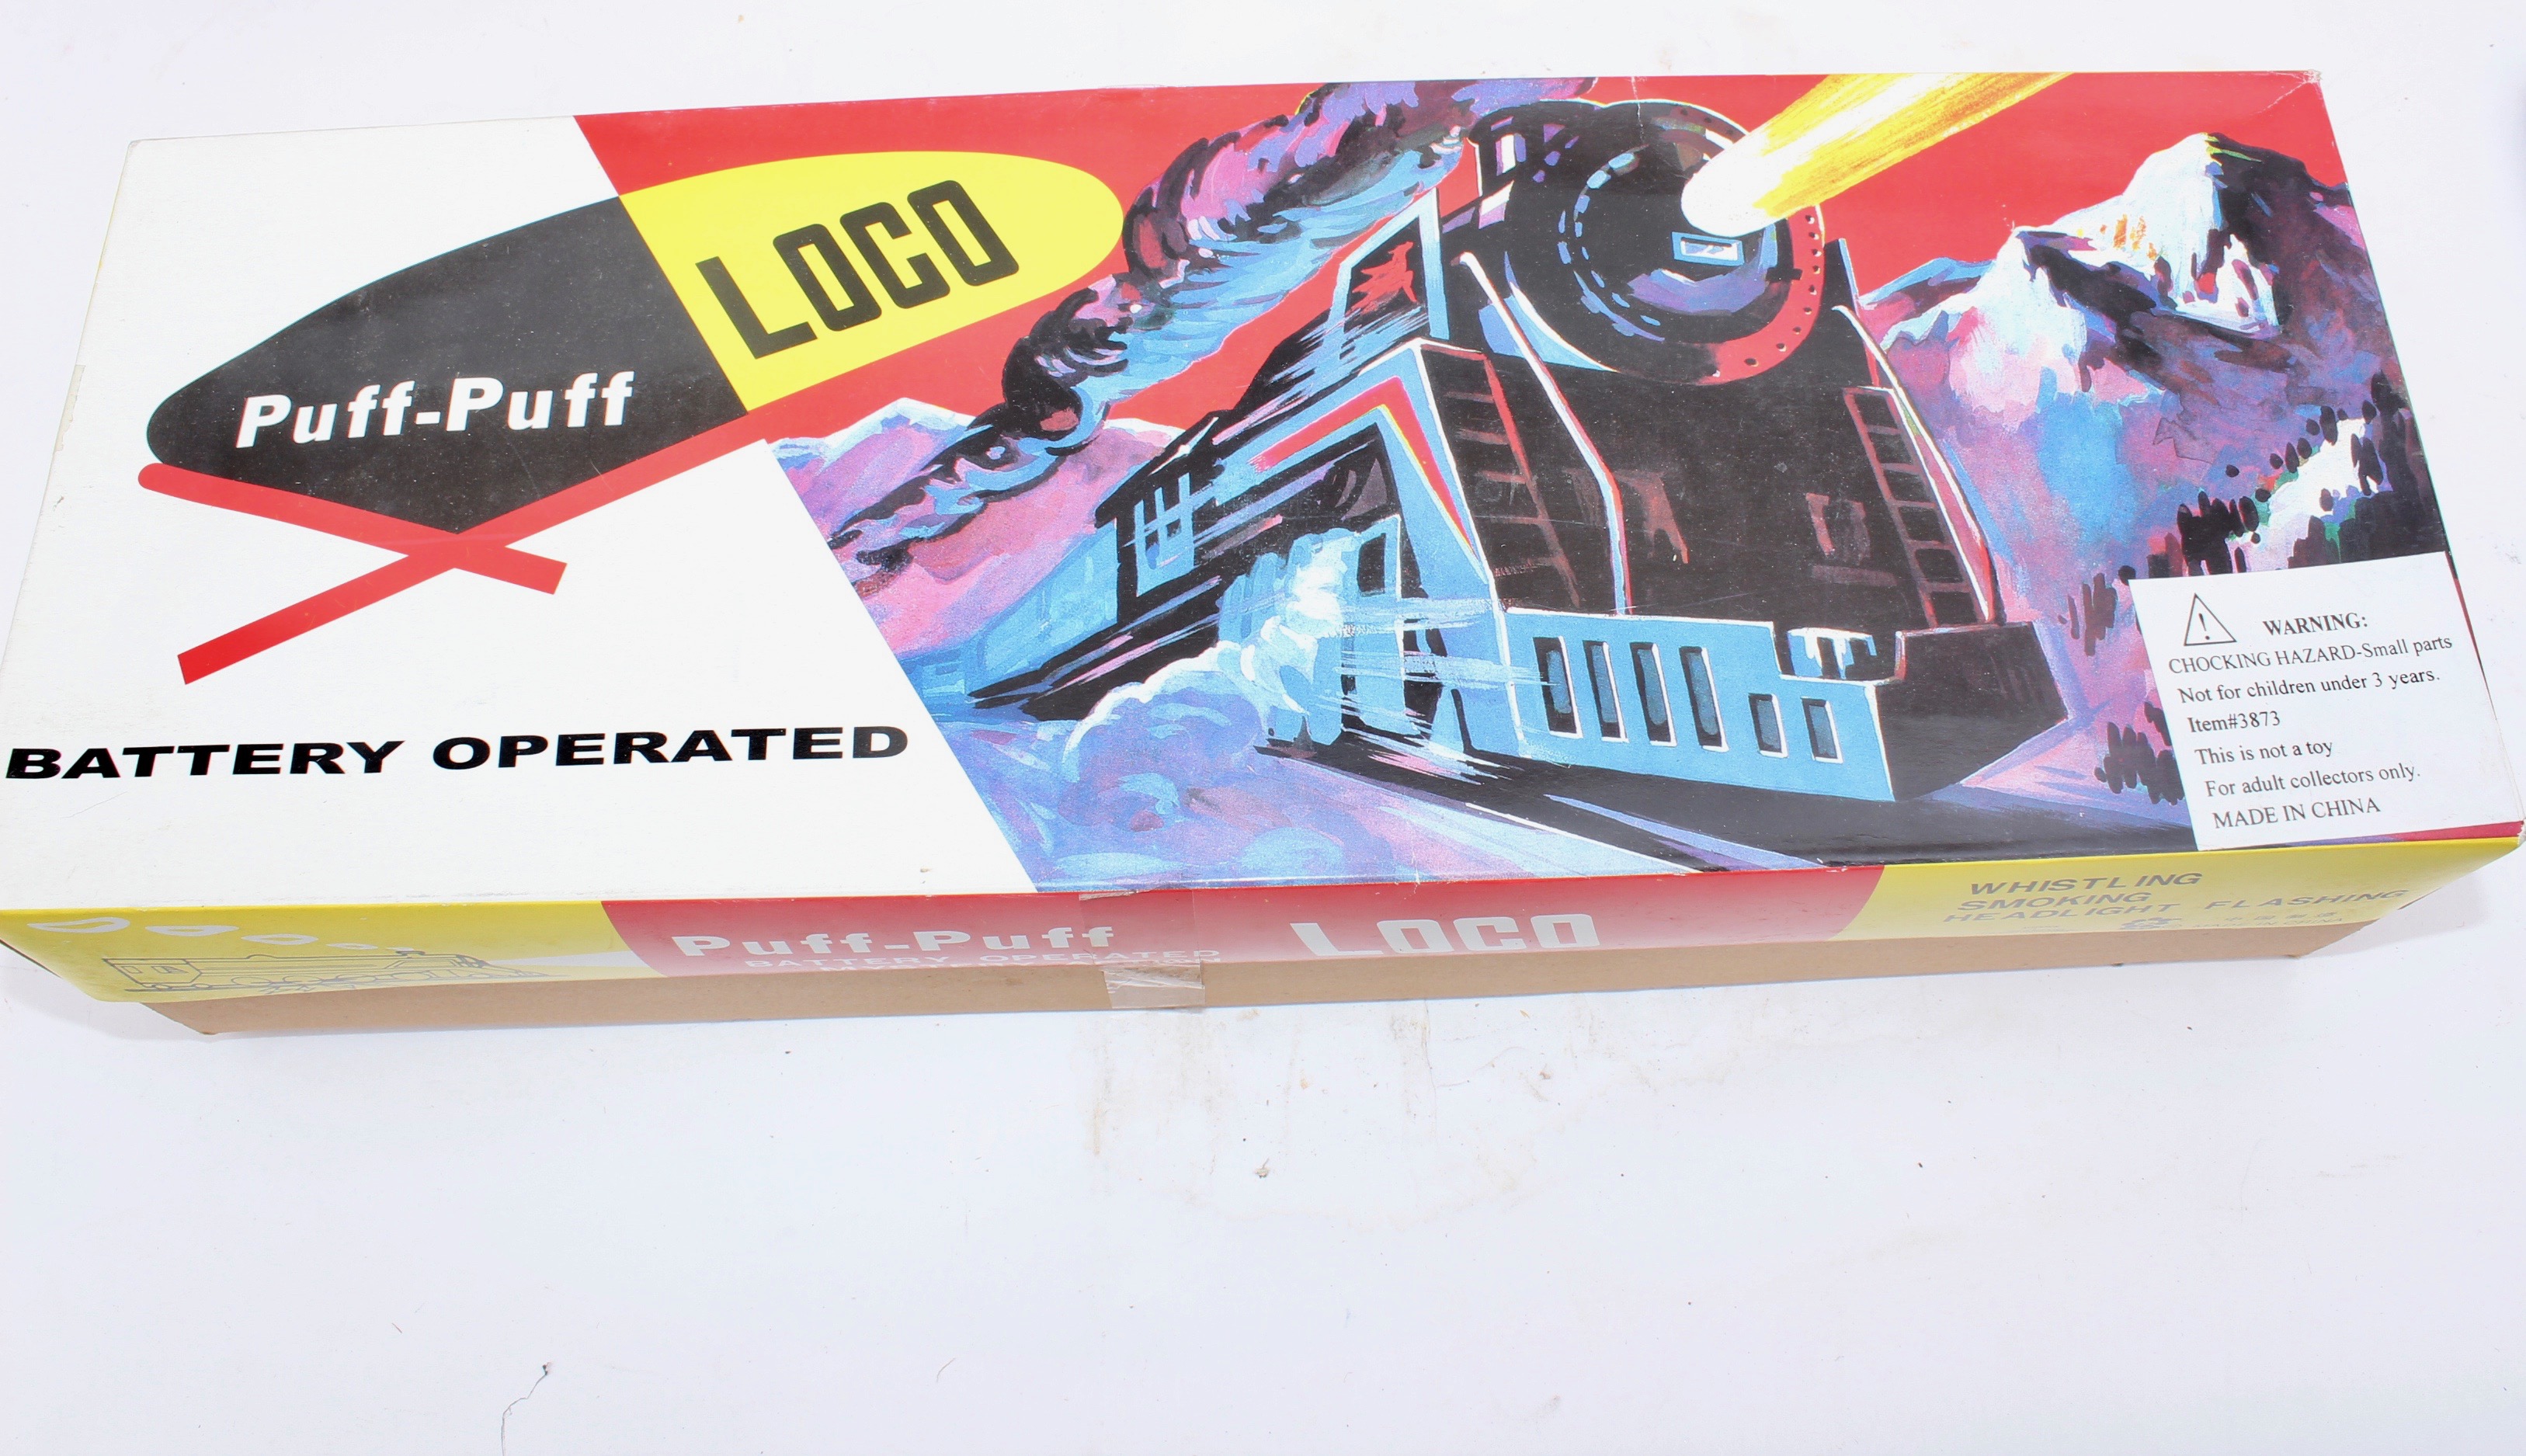 LOCO
Puff-Puff
BATTERY OPERATED
WARNING:
CHOCKING HAZARD-Small parts
Not for children under 3 years.
Item#3873
This is not a toy
For adult collectors only.
MADE IN CHINA
Puff-Puff LOCO
BATTERY OPERATED
WHISTLING
SMOKING
HEADLIGHT FLASHING